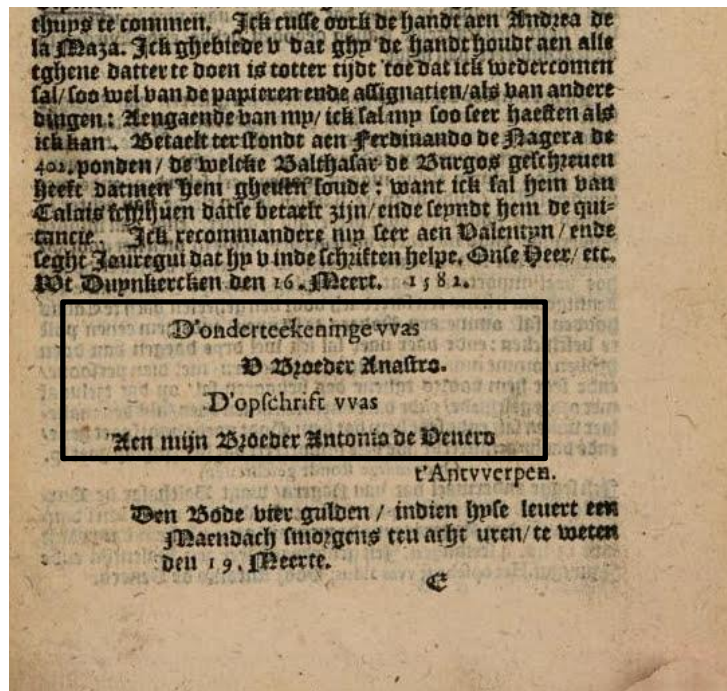 thuys te commen. Ick cusse oock de handt aen Andrea de
la Maza. Ick ghebiede v dat ghy de handt houdt aen alle
tghene datter te doen is totter tijdt toe dat ick wedercomen
sal/ soo wel van de papieren ende assignatien/ als van andere
dingen: Aengaende van my/ ick sal my soo seer haesten als
ick kan. Betaelt terstondt aen Ferdinando de Nagera de
402. ponden / de welcke Balthasar de Burgos geschreuen
heeft datmen hem gheuen soude: want ick sal hem van
Calais schrijuen datse betaelt zijn/ ende seyndt hem de qui-
tancie. Ick recommandere my seer aen Valentyn/ ende
seght Jauregui dat hy v inde schriften helpe. Onse Heer/ etc.
Wt Duynkercken den 16. Meert. 1582.
D'onderteekeninge vvas
V Broeder Anastro.
D'opschrift vvas
Aen mijn Broeder Antonio de Venero
t'Antvverpen.
Den Bode vier gulden / indien hyse leuert een
Maendach smorgens ten acht uren/ te weten
den 19. Meerte.
C